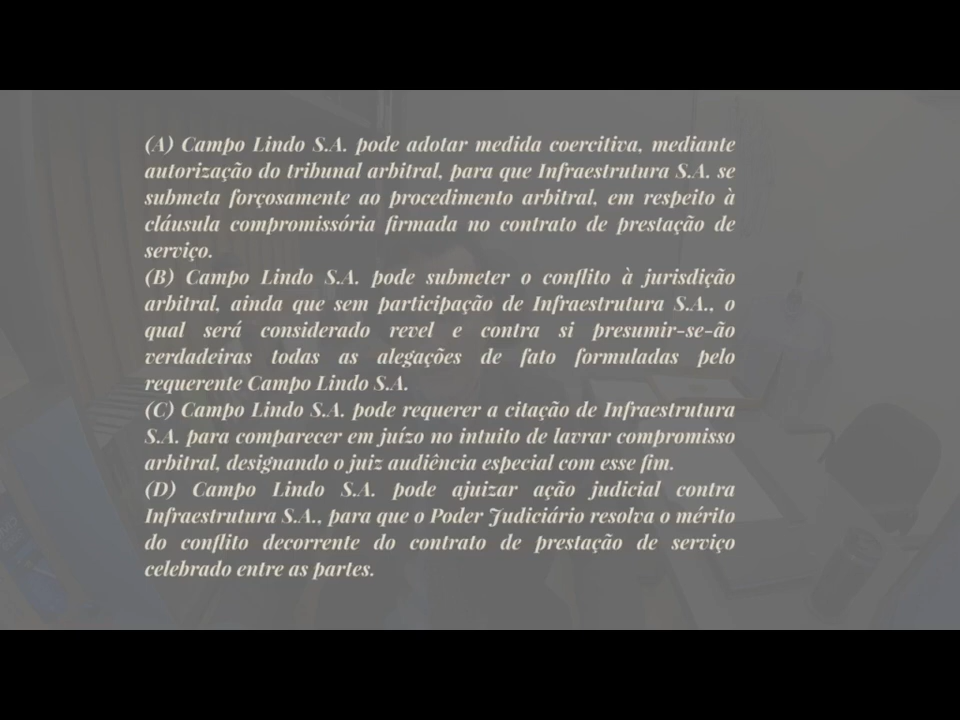 (A) Campo Lindo S.A. pode adotar medida coercitiva, mediante
autorização do tribunal arbitral, para que Infraestrutura S.A. se
submeta forçosamente ao procedimento arbitral, em respeito à
cláusula compromissória firmada no contrato de prestação de
serviço.
(B) Campo Lindo S.A. pode submeter o conflito à jurisdição
arbitral, ainda que sem participação de Infraestrutura S.A., o
qual será considerado revel e contra si presumir-se-ão
verdadeiras todas as alegações de fato formuladas pelo
requerente Campo Lindo S.A.
(C) Campo Lindo S.A. pode requerer a citação de Infraestrutura
S.A. para comparecer em juízo no intuito de lavrar compromisso
arbitral, designando o juiz audiência especial com esse fim.
(D) Campo Lindo S.A. pode ajuizar ação judicial contra
Infraestrutura S.A., para que o Poder Judiciário resolva o mérito
do conflito decorrente do contrato de prestação de serviço
celebrado entre as partes.